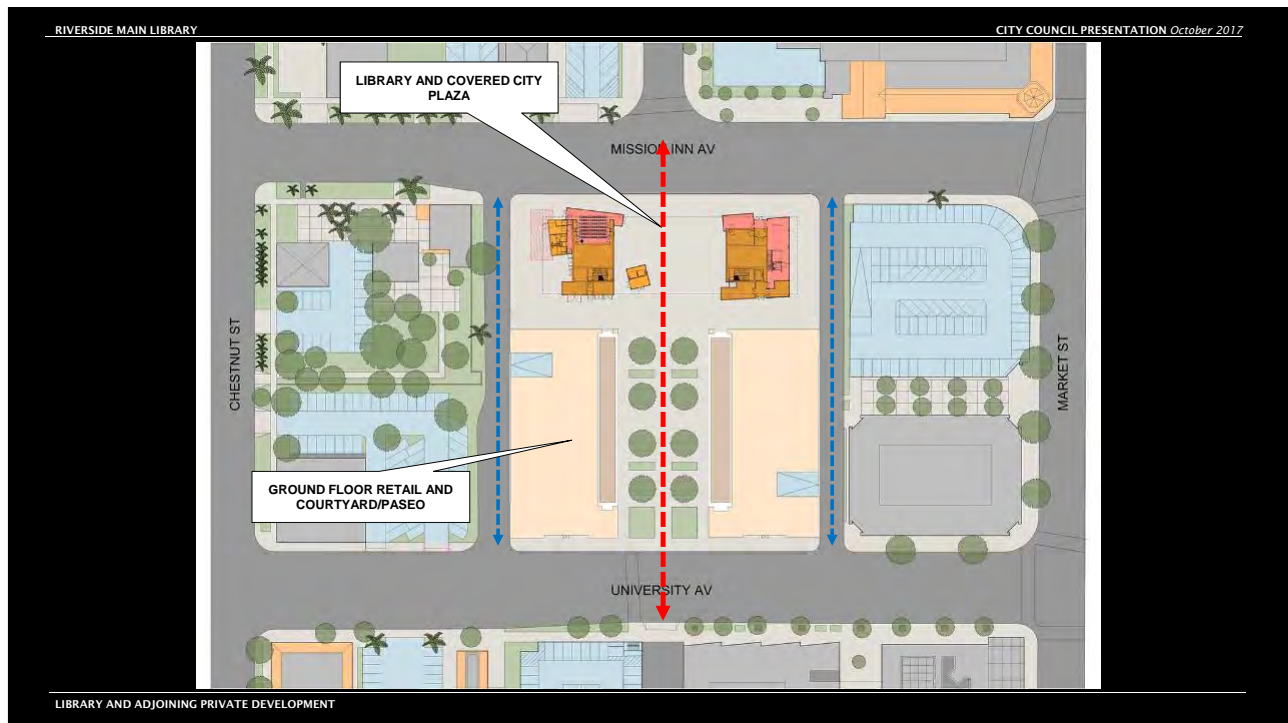 RIVERSIDE MAIN LIBRARY
CITY COUNCIL PRESENTATION October 2017
LIBRARY AND COVERED CITY
PLAZA
MISSION INN AV
CHESTNUT ST
MARKET ST
GROUND FLOOR RETAIL AND
COURTYARD/PASEO
UNIVERSITY AV
LIBRARY AND ADJOINING PRIVATE DEVELOPMENT